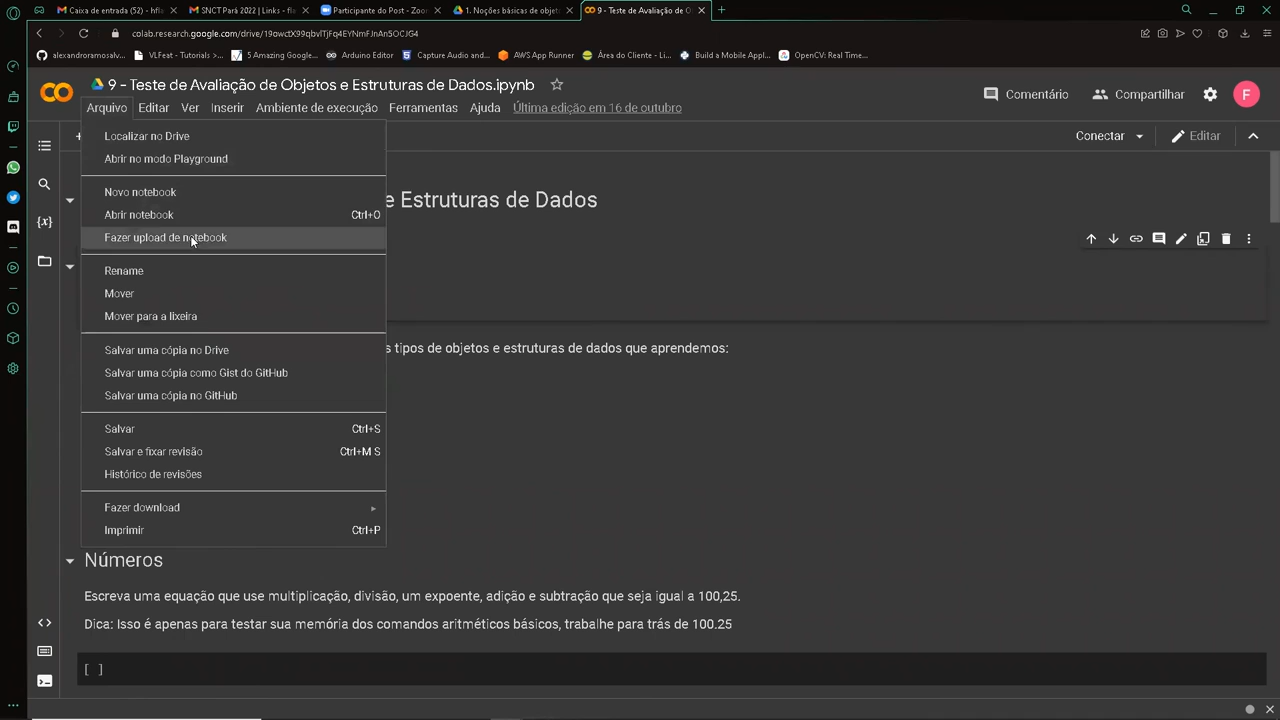 Caixa de entrada (52) - hfla
SNCT Pará 2022 | Links - fla
Participante do Post - Zoo
1. Noções básicas de objeto
9 - Teste de Avaliação de O
colab.research.google.com/drive/19owctX99qbvlTjFq4EYNmFJnAn5OCJG4
alexandroramosalv...
VLFeat - Tutorials >...
5 Amazing Google...
Arduino Editor
Capture Audio and...
AWS App Runner
Área do Cliente |...
Build a Mobile Appl...
OpenCV: Real Time...
9 - Teste de Avaliação de Objetos e Estruturas de Dados.ipynb
Arquivo Editar Ver Inserir Ambiente de execução Ferramentas Ajuda Última edição em 16 de outubro
Comentário Compartilhar F
Conectar Editar
Localizar no Drive
Abrir no modo Playground
Novo notebook
Abrir notebook Ctrl+O
Fazer upload de notebook
Rename
Mover
Mover para a lixeira
Salvar uma cópia no Drive
Salvar uma cópia como Gist do GitHub
Salvar uma cópia no GitHub
Salvar Ctrl+S
Salvar e fixar revisão Ctrl+M S
Histórico de revisões
Fazer download
Imprimir Ctrl+P
e Estruturas de Dados
s tipos de objetos e estruturas de dados que aprendemos:
Números
Escreva uma equação que use multiplicação, divisão, um expoente, adição e subtração que seja igual a 100,25.
Dica: Isso é apenas para testar sua memória dos comandos aritméticos básicos, trabalhe para trás de 100.25
[ ]